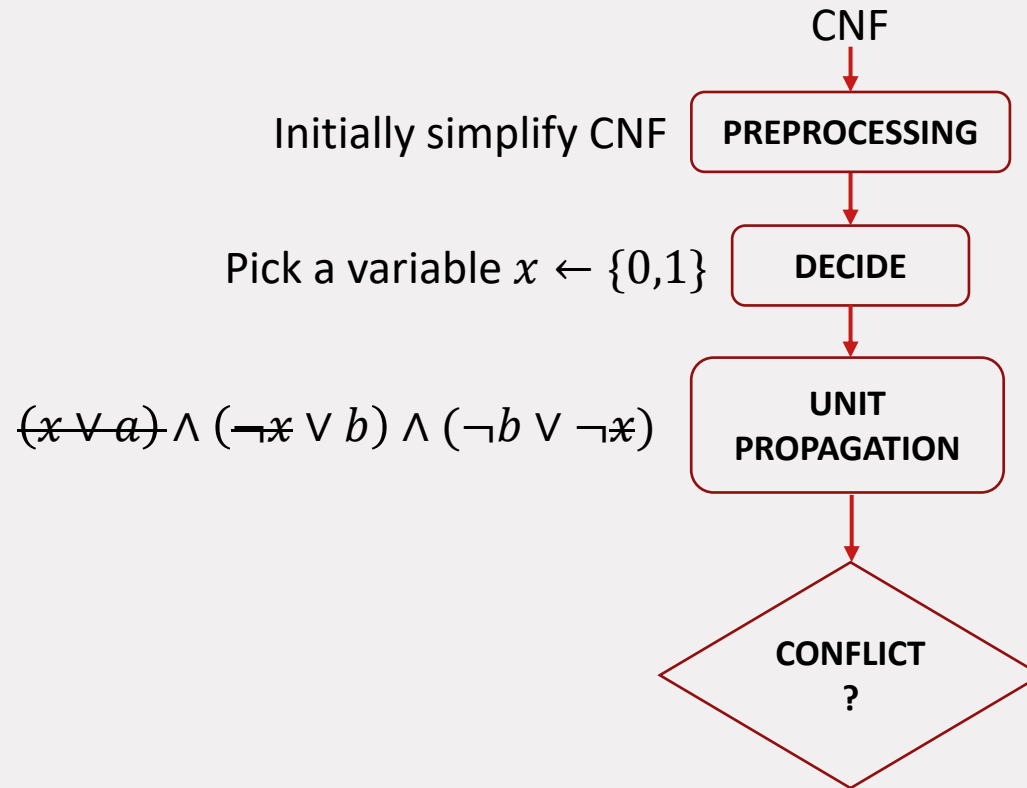 CNF
Initially simplify CNF
PREPROCESSING
Pick a variable 𝑥 ← {0,1}
DECIDE
(𝑥 ∨ 𝑎) ∧ (¬𝑥 ∨ 𝑏) ∧ (¬𝑏 ∨ ¬𝑥)
UNIT
PROPAGATION
CONFLICT
?